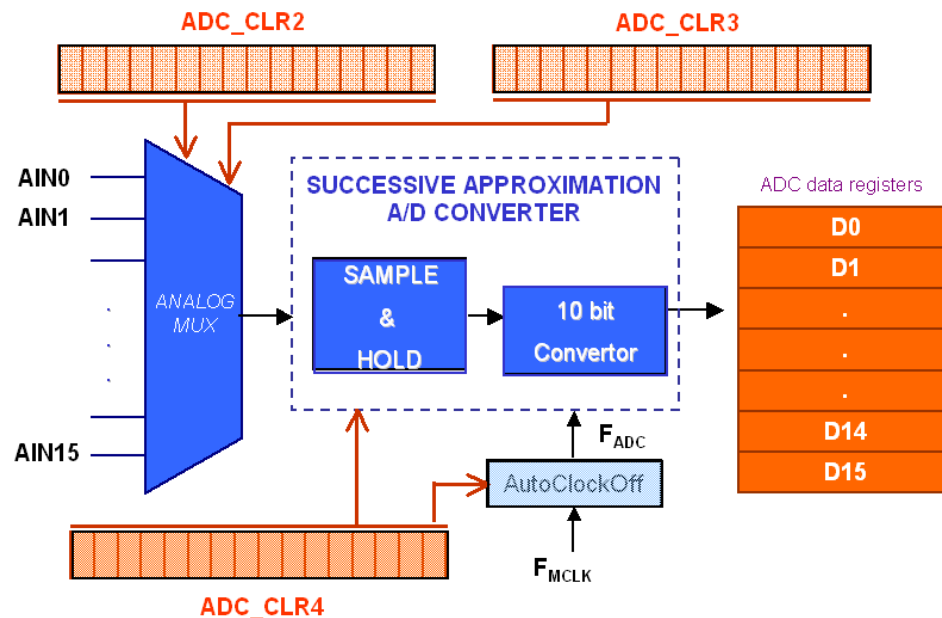 ADC_CLR2
ADC_CLR3
AIN0
AIN1
.
.
.
AIN15
ANALOG
MUX
SUCCESSIVE APPROXIMATION
A/D CONVERTER
SAMPLE
&
HOLD
10 bit
Convertor
ADC data registers
D0
D1
.
.
.
D14
D15
FADC
AutoClockOff
FMCLK
ADC_CLR4